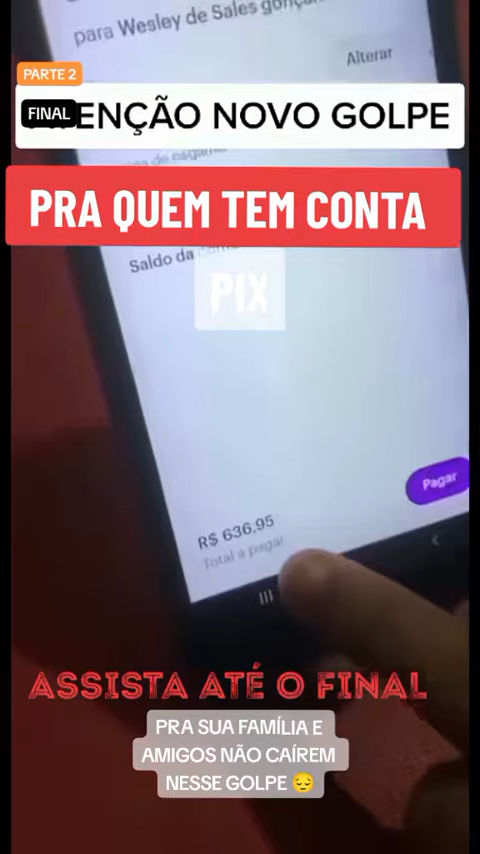 para Wesley de Sales gonçal
Alterar
PARTE 2
FINAL
ENÇÃO NOVO GOLPE
PRA QUEM TEM CONTA
Saldo da
PIX
Pagar
R$ 636,95
Total a pagar
ASSISTA ATÉ O FINAL
PRA SUA FAMÍLIA E
AMIGOS NÃO CAÍREM
NESSE GOLPE 😔